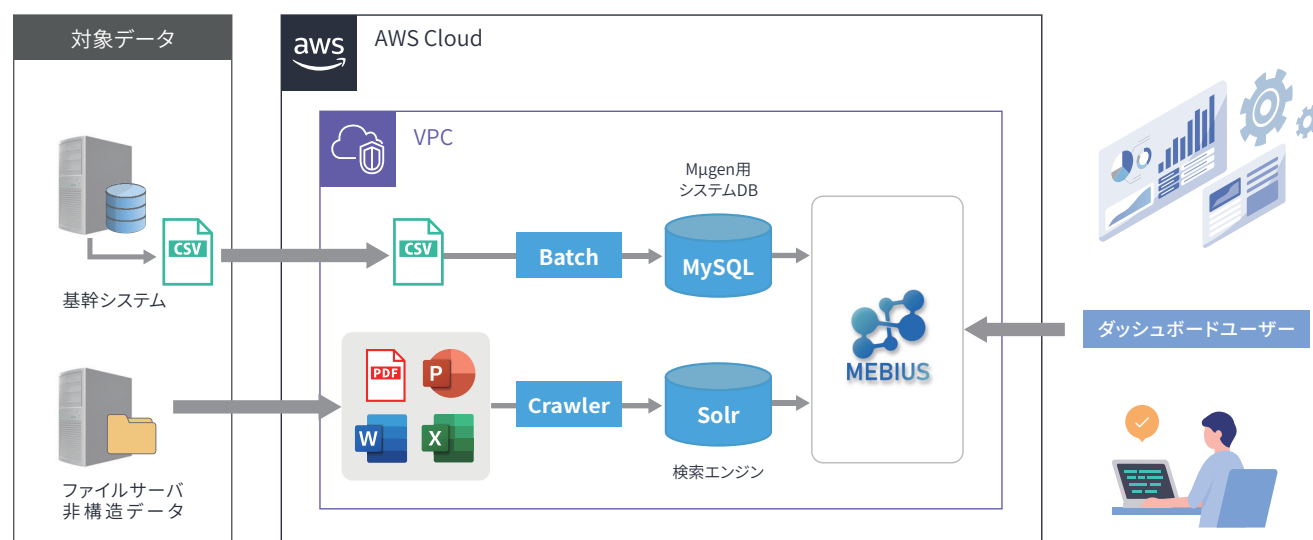 対象データ
aws
AWS Cloud
VPC
Mµgen用
システムDB
CSV
CSV
Batch
MySQL
基幹システム
ダッシュボードユーザー
PDF
P
W
X
Crawler
Solr
MEBIUS
検索エンジン
ファイルサーバ
非構造データ